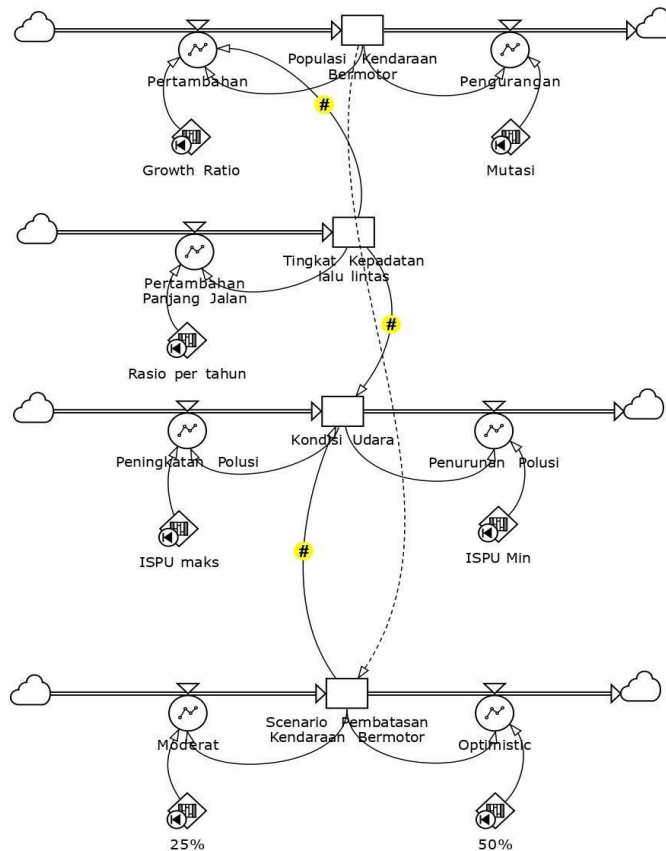 Populasi Kendaraan
Bermotor
Pertambahan
Pengurangan
#
Growth Ratio
Mutasi
Tingkat Kepadatan
lalu lintas
Pertambahan
Panjang Jalan
#
Rasio per tahun
Kondisi Udara
Peningkatan Polusi
Penurunan Polusi
#
ISPU maks
ISPU Min
Scenario Pembatasan
Kendaraan Bermotor
Moderat
Optimistic
25%
50%